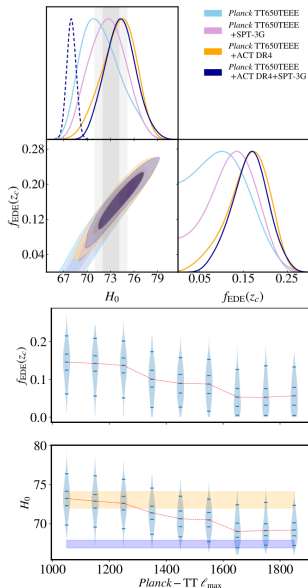 Planck TT650TEEE
Planck TT650TEEE
+SPT-3G
Planck TT650TEEE
+ACT DR4
Planck TT650TEEE
+ACT DR4+SPT-3G
0.28
0.20
0.12
0.04
f_EDE(z_c)
67 70 73 76 79
H_0
0.05 0.15 0.25
f_EDE(z_c)
0.2
0.1
0.0
f_EDE(z_c)
80
75
70
H_0
1000 1200 1400 1600 1800
Planck−TT ℓ_max